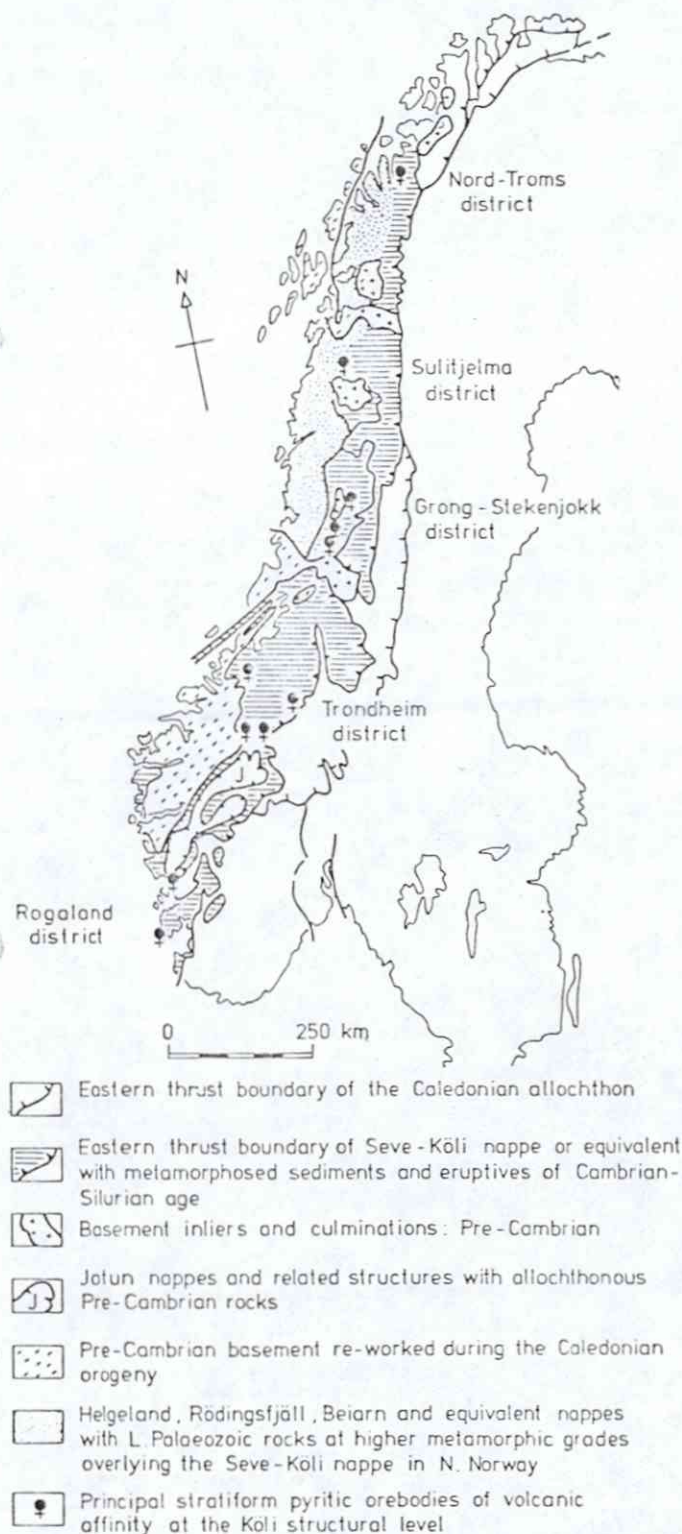 Nord-Troms
district
N
Sulitjelma
district
Grong-Stekenjokk
district
Trondheim
district
J
Rogaland
district
0 250 km
Eastern thrust boundary of the Caledonian allochthon
Eastern thrust boundary of Seve-Köli nappe or equivalent
with metamorphosed sediments and eruptives of Cambrian-
Silurian age
Basement inliers and culminations: Pre-Cambrian
J
Jotun nappes and related structures with allochthonous
Pre-Cambrian rocks
Pre-Cambrian basement re-worked during the Caledonian
orogeny
Helgeland, Rödingsfjäll, Beiarn and equivalent nappes
with L. Palaeozoic rocks at higher metamorphic grades
overlying the Seve-Köli nappe in N. Norway
Principal stratiform pyritic orebodies of volcanic
affinity at the Köli structural level